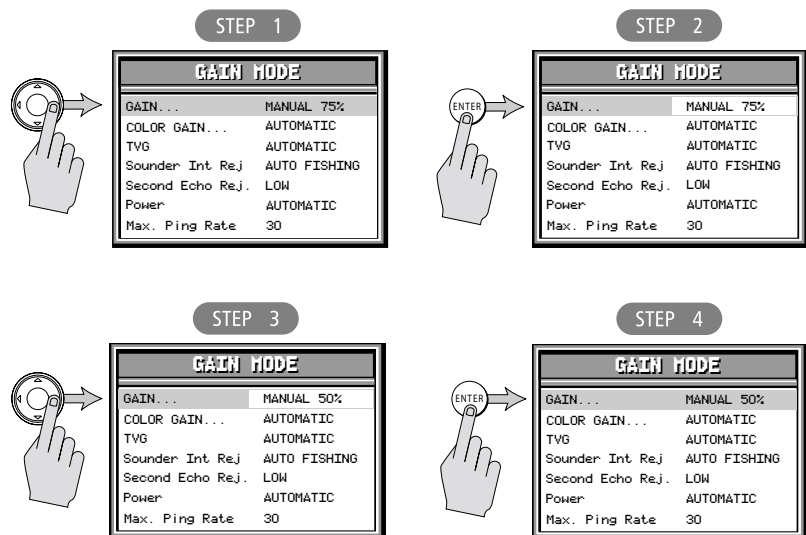 STEP 1
GAIN MODE
GAIN... MANUAL 75%
COLOR GAIN... AUTOMATIC
TVG AUTOMATIC
Sounder Int Rej AUTO FISHING
Second Echo Rej. LOW
Power AUTOMATIC
Max. Ping Rate 30
STEP 2
ENTER
GAIN MODE
GAIN... MANUAL 75%
COLOR GAIN... AUTOMATIC
TVG AUTOMATIC
Sounder Int Rej AUTO FISHING
Second Echo Rej. LOW
Power AUTOMATIC
Max. Ping Rate 30
STEP 3
GAIN MODE
GAIN... MANUAL 50%
COLOR GAIN... AUTOMATIC
TVG AUTOMATIC
Sounder Int Rej AUTO FISHING
Second Echo Rej. LOW
Power AUTOMATIC
Max. Ping Rate 30
STEP 4
ENTER
GAIN MODE
GAIN... MANUAL 50%
COLOR GAIN... AUTOMATIC
TVG AUTOMATIC
Sounder Int Rej AUTO FISHING
Second Echo Rej. LOW
Power AUTOMATIC
Max. Ping Rate 30